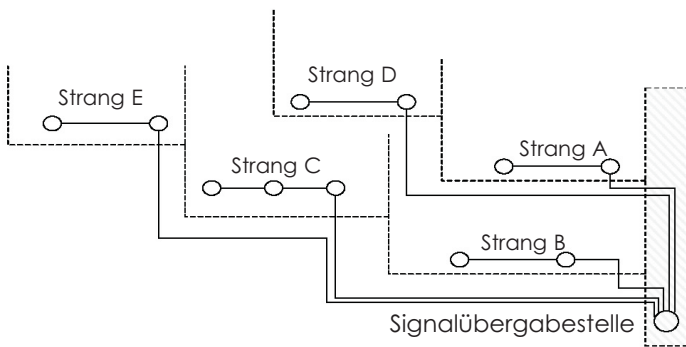 Strang D
Strang E
Strang A
Strang C
Strang B
Signalübergabestelle